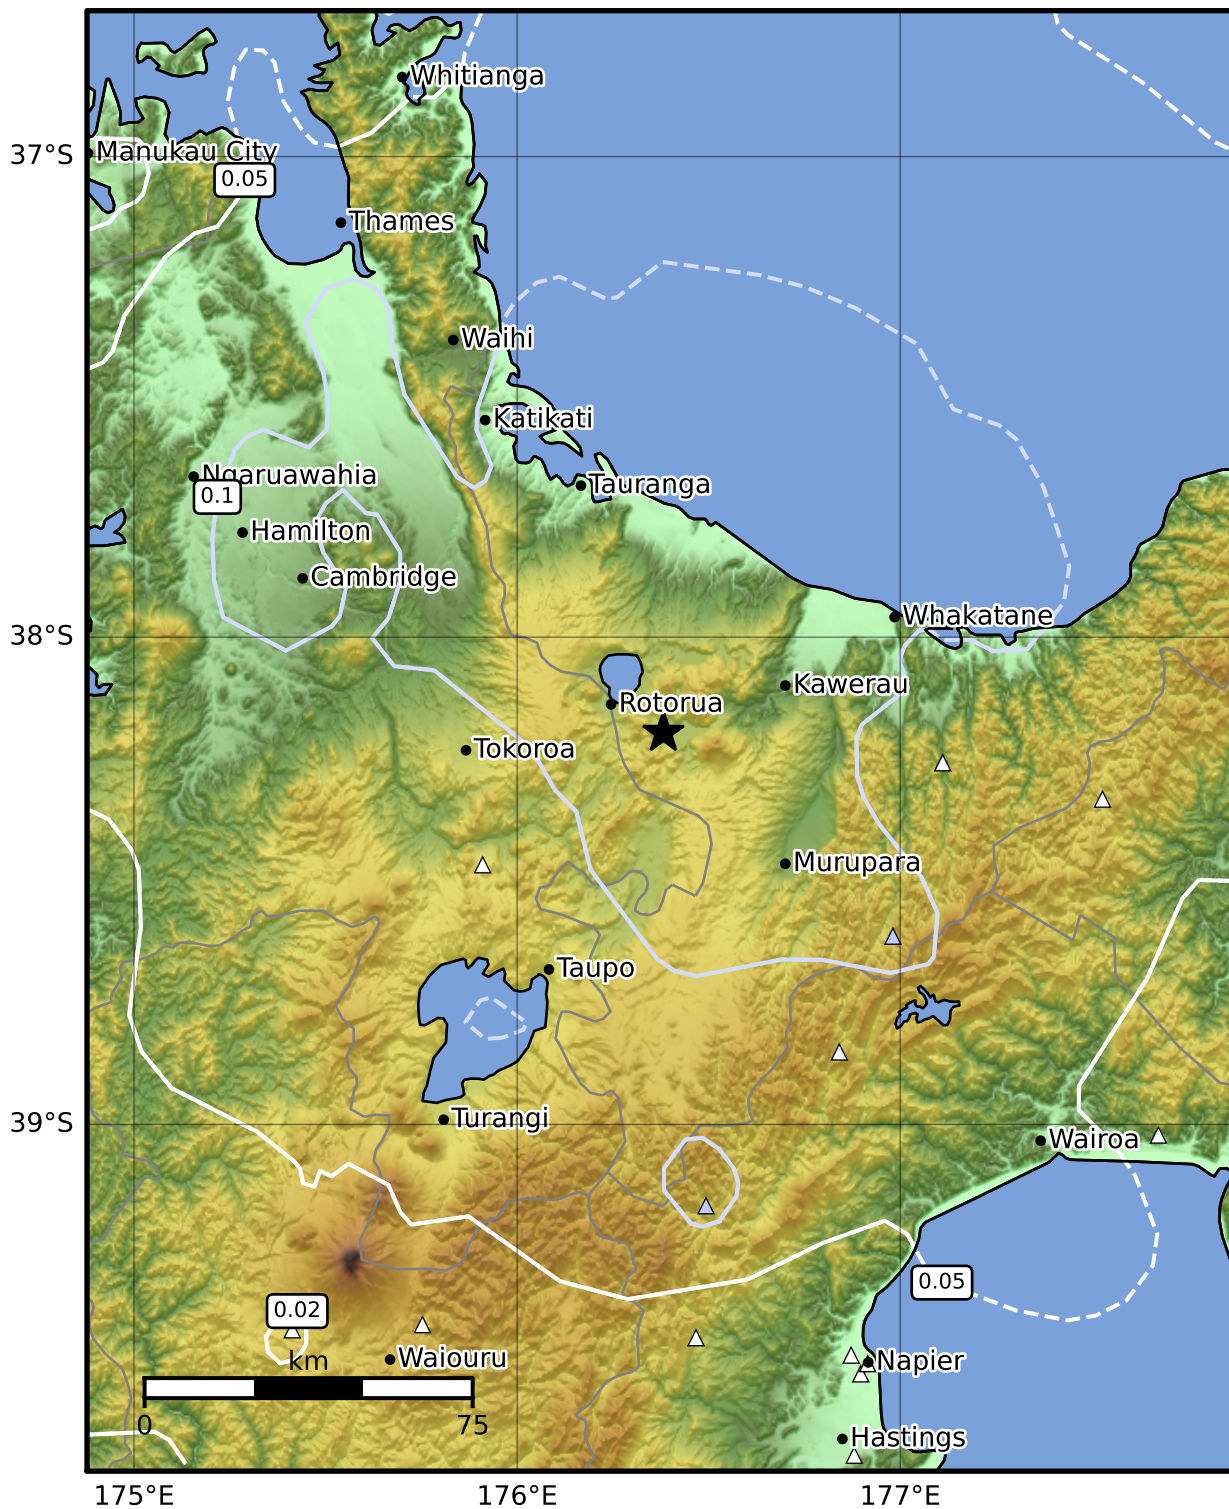 Whitianga
37°S
Manukau City
0.05
Thames
Waihi
Katikati
Ngaruawahia
Tauranga
0.1
Hamilton
Cambridge
Whakatane
38°S
Kawerau
Rotorua
Tokoroa
Murupara
Taupo
Turangi
39°S
Wairoa
0.05
0.02
km
Waiouru
Napier
0
75
Hastings
175°E
176°E
177°E